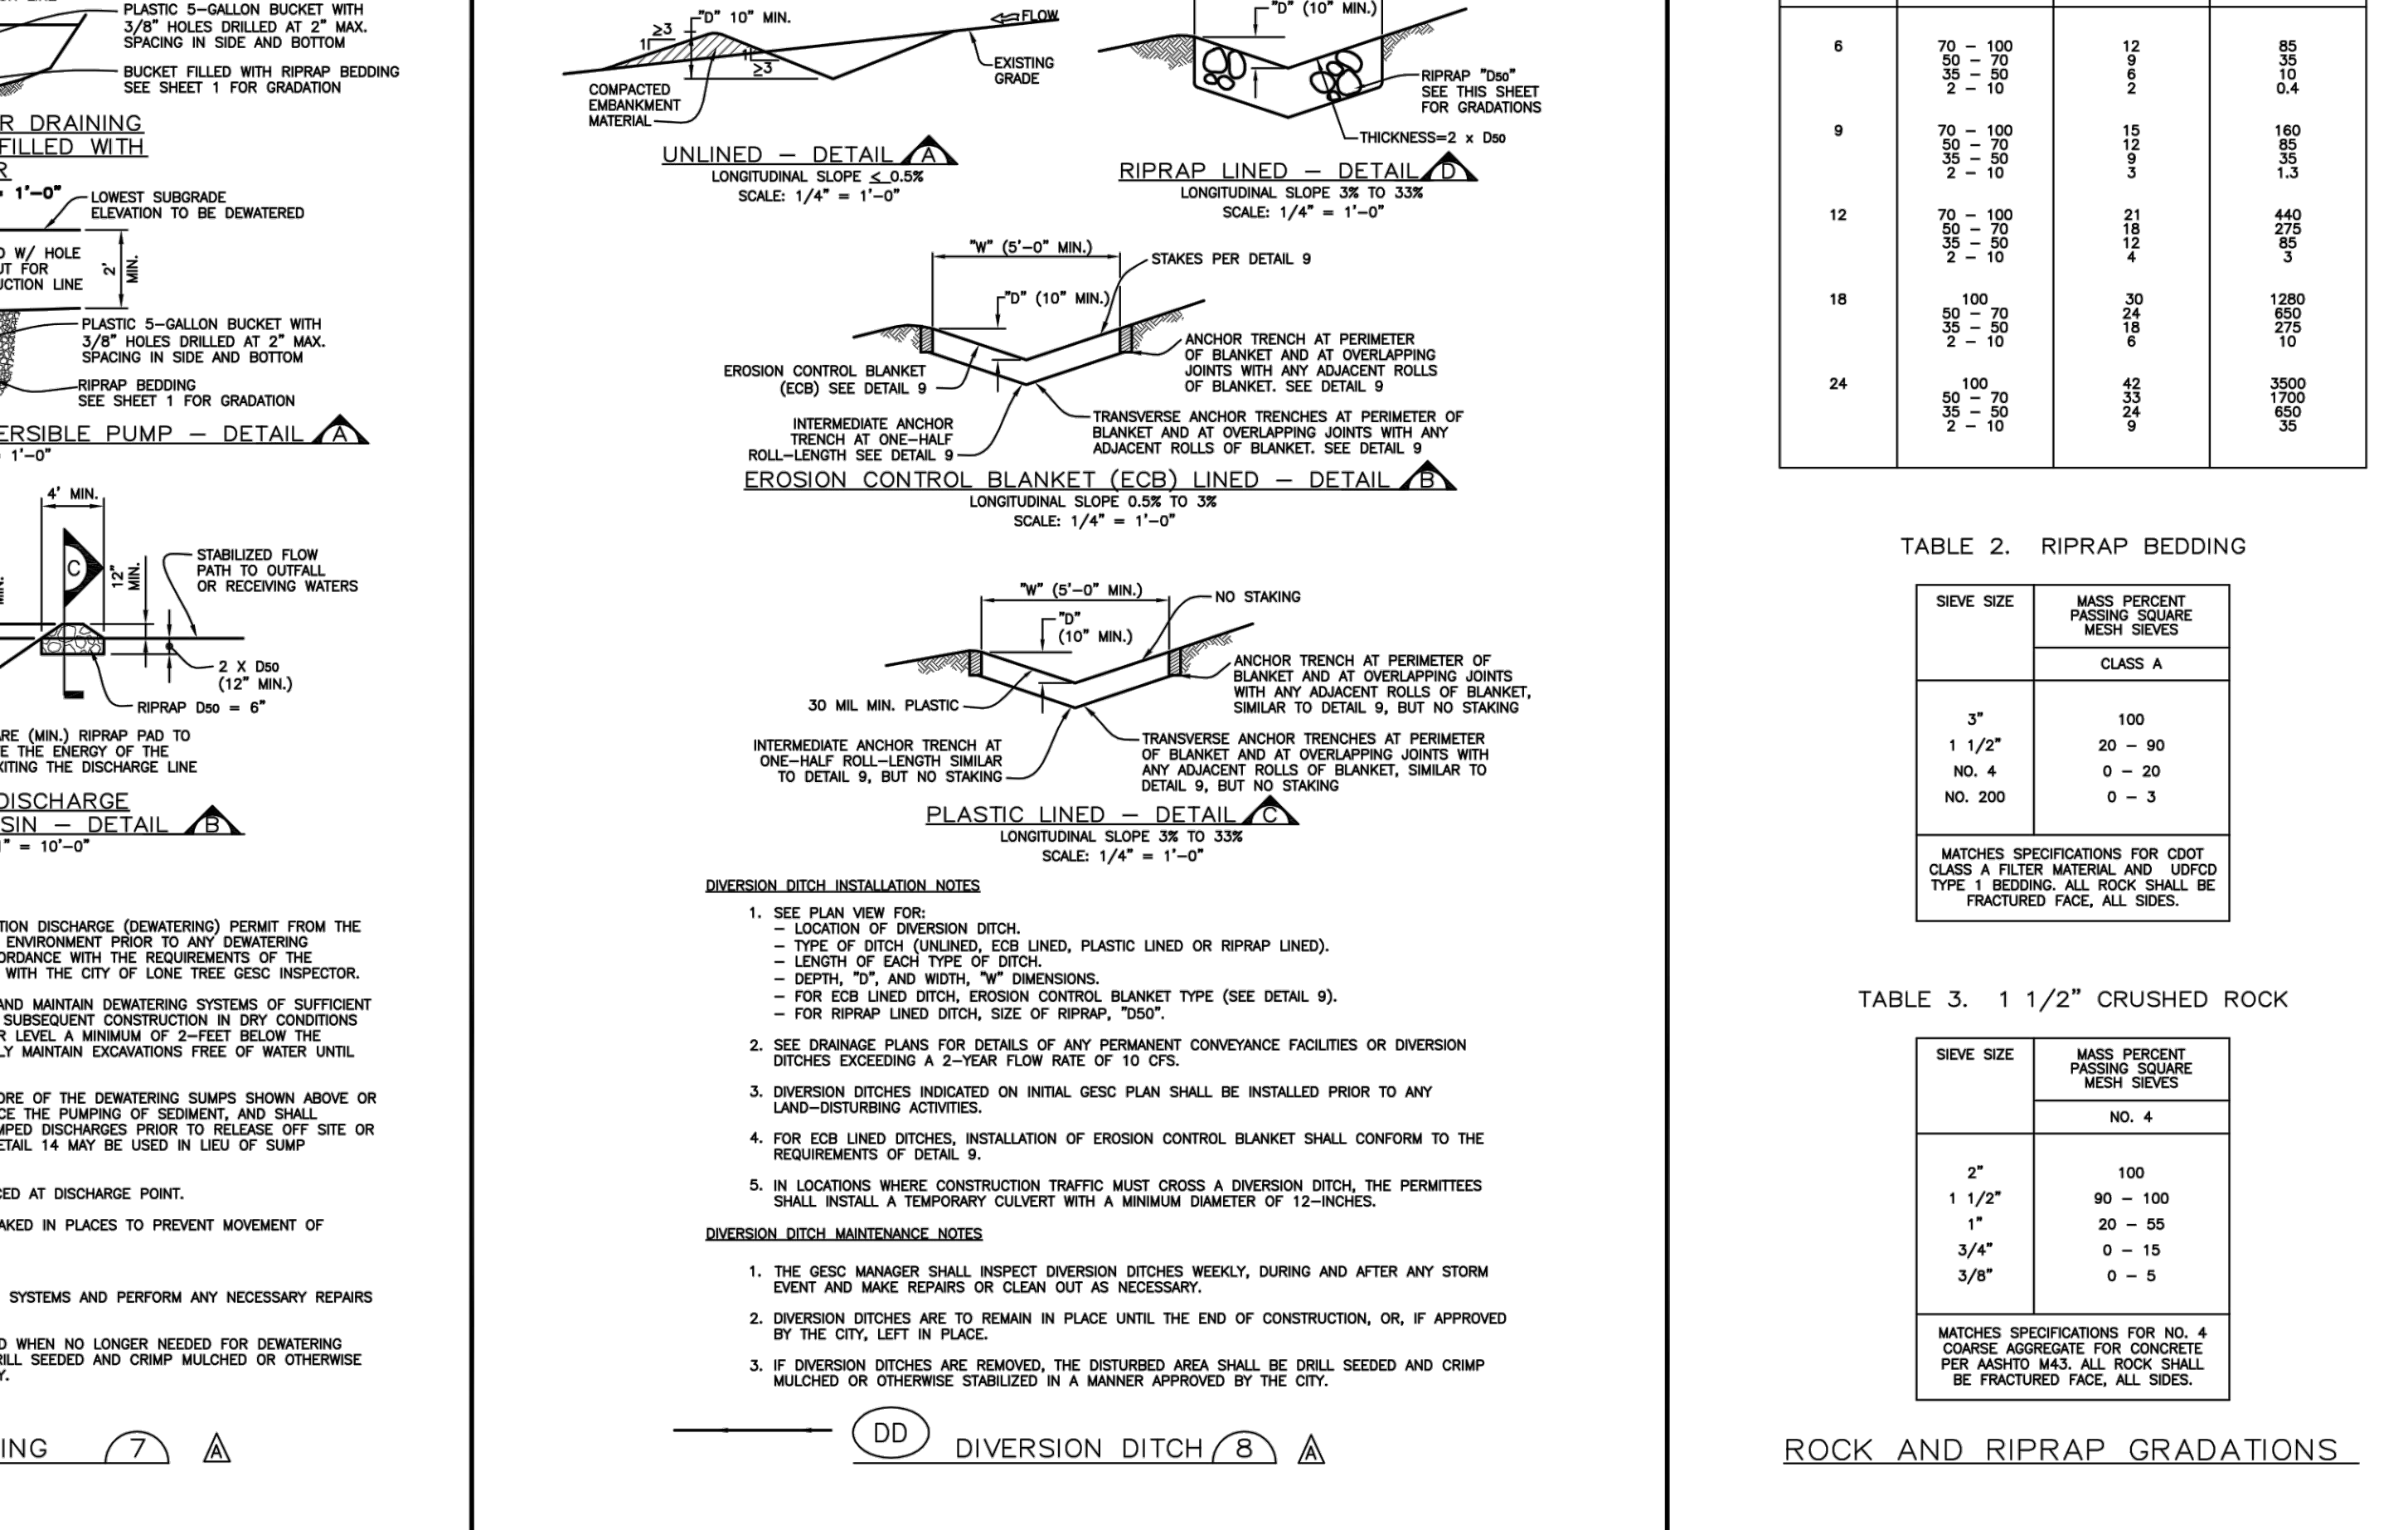 PLASTIC 5-GALLON BUCKET WITH
3/8" HOLES DRILLED AT 2" MAX.
SPACING IN SIDE AND BOTTOM
BUCKET FILLED WITH RIPRAP BEDDING
SEE SHEET 1 FOR GRADATION
R DRAINING
FILLED WITH
R
= 1'-0"
LOWEST SUBGRADE
ELEVATION TO BE DEWATERED
W/ HOLE
UT FOR
UCTION LINE
2'
MIN.
PLASTIC 5-GALLON BUCKET WITH
3/8" HOLES DRILLED AT 2" MAX.
SPACING IN SIDE AND BOTTOM
RIPRAP BEDDING
SEE SHEET 1 FOR GRADATION
ERSIBLE PUMP - DETAIL A
1'-0"
4' MIN.
C
12"
MIN.
STABILIZED FLOW
PATH TO OUTFALL
OR RECEIVING WATERS
2 X D50
(12" MIN.)
RIPRAP D50 = 6"
RE (MIN.) RIPRAP PAD TO
E THE ENERGY OF THE
XITING THE DISCHARGE LINE
DISCHARGE
SIN - DETAIL B
1" = 10'-0"
TION DISCHARGE (DEWATERING) PERMIT FROM THE
ENVIRONMENT PRIOR TO ANY DEWATERING
ORDANCE WITH THE REQUIREMENTS OF THE
WITH THE CITY OF LONE TREE GESC INSPECTOR.
AND MAINTAIN DEWATERING SYSTEMS OF SUFFICIENT
SUBSEQUENT CONSTRUCTION IN DRY CONDITIONS
R LEVEL A MINIMUM OF 2-FEET BELOW THE
LY MAINTAIN EXCAVATIONS FREE OF WATER UNTIL
ORE OF THE DEWATERING SUMPS SHOWN ABOVE OR
CE THE PUMPING OF SEDIMENT, AND SHALL
MPED DISCHARGES PRIOR TO RELEASE OFF SITE OR
ETAIL 14 MAY BE USED IN LIEU OF SUMP
CED AT DISCHARGE POINT.
AKED IN PLACES TO PREVENT MOVEMENT OF
SYSTEMS AND PERFORM ANY NECESSARY REPAIRS
D WHEN NO LONGER NEEDED FOR DEWATERING
RILL SEEDED AND CRIMP MULCHED OR OTHERWISE
Y.
ING 7 A
"D" 10" MIN.
FLOW
≥3
1
1
≥3
EXISTING
GRADE
COMPACTED
EMBANKMENT
MATERIAL
UNLINED - DETAIL A
LONGITUDINAL SLOPE ≤ 0.5%
SCALE: 1/4" = 1'-0"
"D" (10" MIN.)
RIPRAP "D50"
SEE THIS SHEET
FOR GRADATIONS
THICKNESS=2 x D50
RIPRAP LINED - DETAIL D
LONGITUDINAL SLOPE 3% TO 33%
SCALE: 1/4" = 1'-0"
"W" (5'-0" MIN.)
STAKES PER DETAIL 9
"D" (10" MIN.)
ANCHOR TRENCH AT PERIMETER
OF BLANKET AND AT OVERLAPPING
JOINTS WITH ANY ADJACENT ROLLS
OF BLANKET. SEE DETAIL 9
EROSION CONTROL BLANKET
(ECB) SEE DETAIL 9
INTERMEDIATE ANCHOR
TRENCH AT ONE-HALF
ROLL-LENGTH SEE DETAIL 9
TRANSVERSE ANCHOR TRENCHES AT PERIMETER OF
BLANKET AND AT OVERLAPPING JOINTS WITH ANY
ADJACENT ROLLS OF BLANKET. SEE DETAIL 9
EROSION CONTROL BLANKET (ECB) LINED - DETAIL B
LONGITUDINAL SLOPE 0.5% TO 3%
SCALE: 1/4" = 1'-0"
"W" (5'-0" MIN.)
NO STAKING
"D"
(10" MIN.)
ANCHOR TRENCH AT PERIMETER OF
BLANKET AND AT OVERLAPPING JOINTS
WITH ANY ADJACENT ROLLS OF BLANKET,
SIMILAR TO DETAIL 9, BUT NO STAKING
30 MIL MIN. PLASTIC
INTERMEDIATE ANCHOR TRENCH AT
ONE-HALF ROLL-LENGTH SIMILAR
TO DETAIL 9, BUT NO STAKING
TRANSVERSE ANCHOR TRENCHES AT PERIMETER
OF BLANKET AND AT OVERLAPPING JOINTS WITH
ANY ADJACENT ROLLS OF BLANKET, SIMILAR TO
DETAIL 9, BUT NO STAKING
PLASTIC LINED - DETAIL C
LONGITUDINAL SLOPE 3% TO 33%
SCALE: 1/4" = 1'-0"
DIVERSION DITCH INSTALLATION NOTES
1. SEE PLAN VIEW FOR:
- LOCATION OF DIVERSION DITCH.
- TYPE OF DITCH (UNLINED, ECB LINED, PLASTIC LINED OR RIPRAP LINED).
- LENGTH OF EACH TYPE OF DITCH.
- DEPTH, "D", AND WIDTH, "W" DIMENSIONS.
- FOR ECB LINED DITCH, EROSION CONTROL BLANKET TYPE (SEE DETAIL 9).
- FOR RIPRAP LINED DITCH, SIZE OF RIPRAP, "D50".
2. SEE DRAINAGE PLANS FOR DETAILS OF ANY PERMANENT CONVEYANCE FACILITIES OR DIVERSION
DITCHES EXCEEDING A 2-YEAR FLOW RATE OF 10 CFS.
3. DIVERSION DITCHES INDICATED ON INITIAL GESC PLAN SHALL BE INSTALLED PRIOR TO ANY
LAND-DISTURBING ACTIVITIES.
4. FOR ECB LINED DITCHES, INSTALLATION OF EROSION CONTROL BLANKET SHALL CONFORM TO THE
REQUIREMENTS OF DETAIL 9.
5. IN LOCATIONS WHERE CONSTRUCTION TRAFFIC MUST CROSS A DIVERSION DITCH, THE PERMITTEES
SHALL INSTALL A TEMPORARY CULVERT WITH A MINIMUM DIAMETER OF 12-INCHES.
DIVERSION DITCH MAINTENANCE NOTES
1. THE GESC MANAGER SHALL INSPECT DIVERSION DITCHES WEEKLY, DURING AND AFTER ANY STORM
EVENT AND MAKE REPAIRS OR CLEAN OUT AS NECESSARY.
2. DIVERSION DITCHES ARE TO REMAIN IN PLACE UNTIL THE END OF CONSTRUCTION, OR, IF APPROVED
BY THE CITY, LEFT IN PLACE.
3. IF DIVERSION DITCHES ARE REMOVED, THE DISTURBED AREA SHALL BE DRILL SEEDED AND CRIMP
MULCHED OR OTHERWISE STABILIZED IN A MANNER APPROVED BY THE CITY.
DD DIVERSION DITCH 8 A
6 70 - 100 12 85
50 - 70 9 35
35 - 50 6 10
2 - 10 2 0.4
9 70 - 100 15 160
50 - 70 12 85
35 - 50 9 35
2 - 10 3 1.3
12 70 - 100 21 440
50 - 70 18 275
35 - 50 12 85
2 - 10 4 3
18 100 30 1280
50 - 70 24 650
35 - 50 18 275
2 - 10 6 10
24 100 42 3500
50 - 70 33 1700
35 - 50 24 650
2 - 10 9 35
TABLE 2. RIPRAP BEDDING
SIEVE SIZE MASS PERCENT
PASSING SQUARE
MESH SIEVES
CLASS A
3" 100
1 1/2" 20 - 90
NO. 4 0 - 20
NO. 200 0 - 3
MATCHES SPECIFICATIONS FOR CDOT
CLASS A FILTER MATERIAL AND UDFCD
TYPE 1 BEDDING. ALL ROCK SHALL BE
FRACTURED FACE, ALL SIDES.
TABLE 3. 1 1/2" CRUSHED ROCK
SIEVE SIZE MASS PERCENT
PASSING SQUARE
MESH SIEVES
NO. 4
2" 100
1 1/2" 90 - 100
1" 20 - 55
3/4" 0 - 15
3/8" 0 - 5
MATCHES SPECIFICATIONS FOR NO. 4
COARSE AGGREGATE FOR CONCRETE
PER AASHTO M43. ALL ROCK SHALL
BE FRACTURED FACE, ALL SIDES.
ROCK AND RIPRAP GRADATIONS